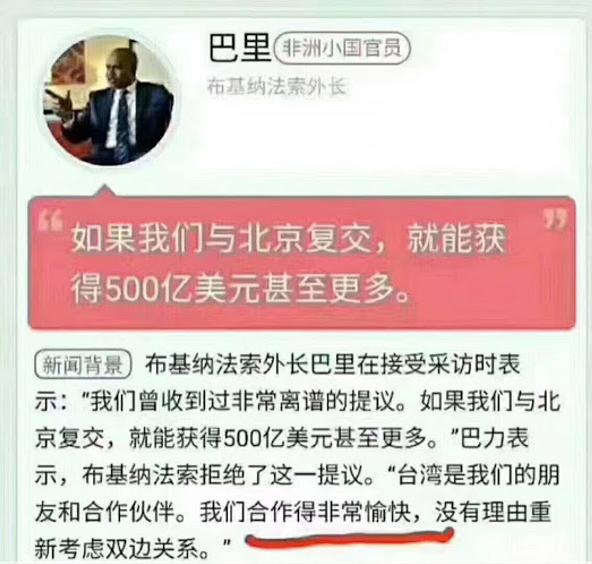 巴里 非洲小国官员
布基纳法索外长
“如果我们与北京复交，就能获
得500亿美元甚至更多。”
新闻背景 布基纳法索外长巴里在接受采访时表
示：“我们曾收到过非常离谱的提议。如果我们与北
京复交，就能获得500亿美元甚至更多。”巴力表
示，布基纳法索拒绝了这一提议。“台湾是我们的朋
友和合作伙伴。我们合作得非常愉快，没有理由重
新考虑双边关系。”